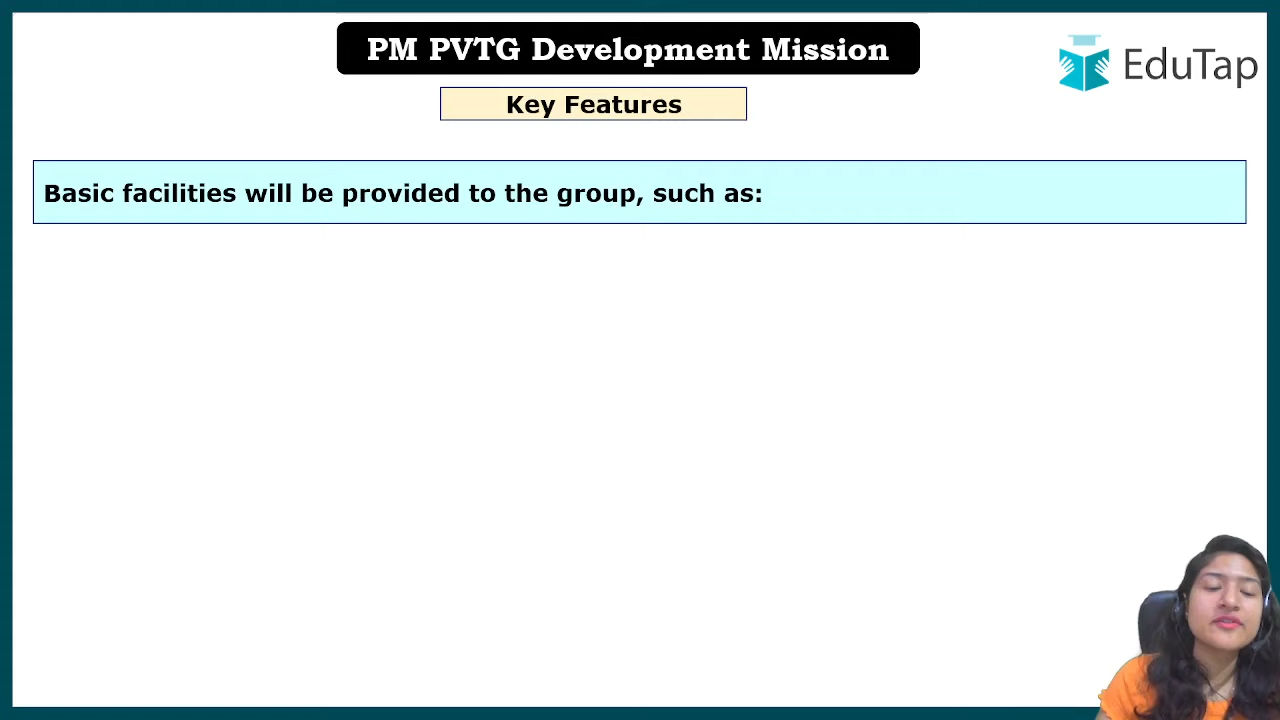 PM PVTG Development Mission
EduTap
Key Features
Basic facilities will be provided to the group, such as: